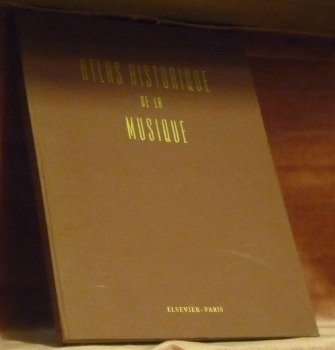 ATLAS HISTORIQUE
DE LA
MUSIQUE
ELSEVIER-PARIS